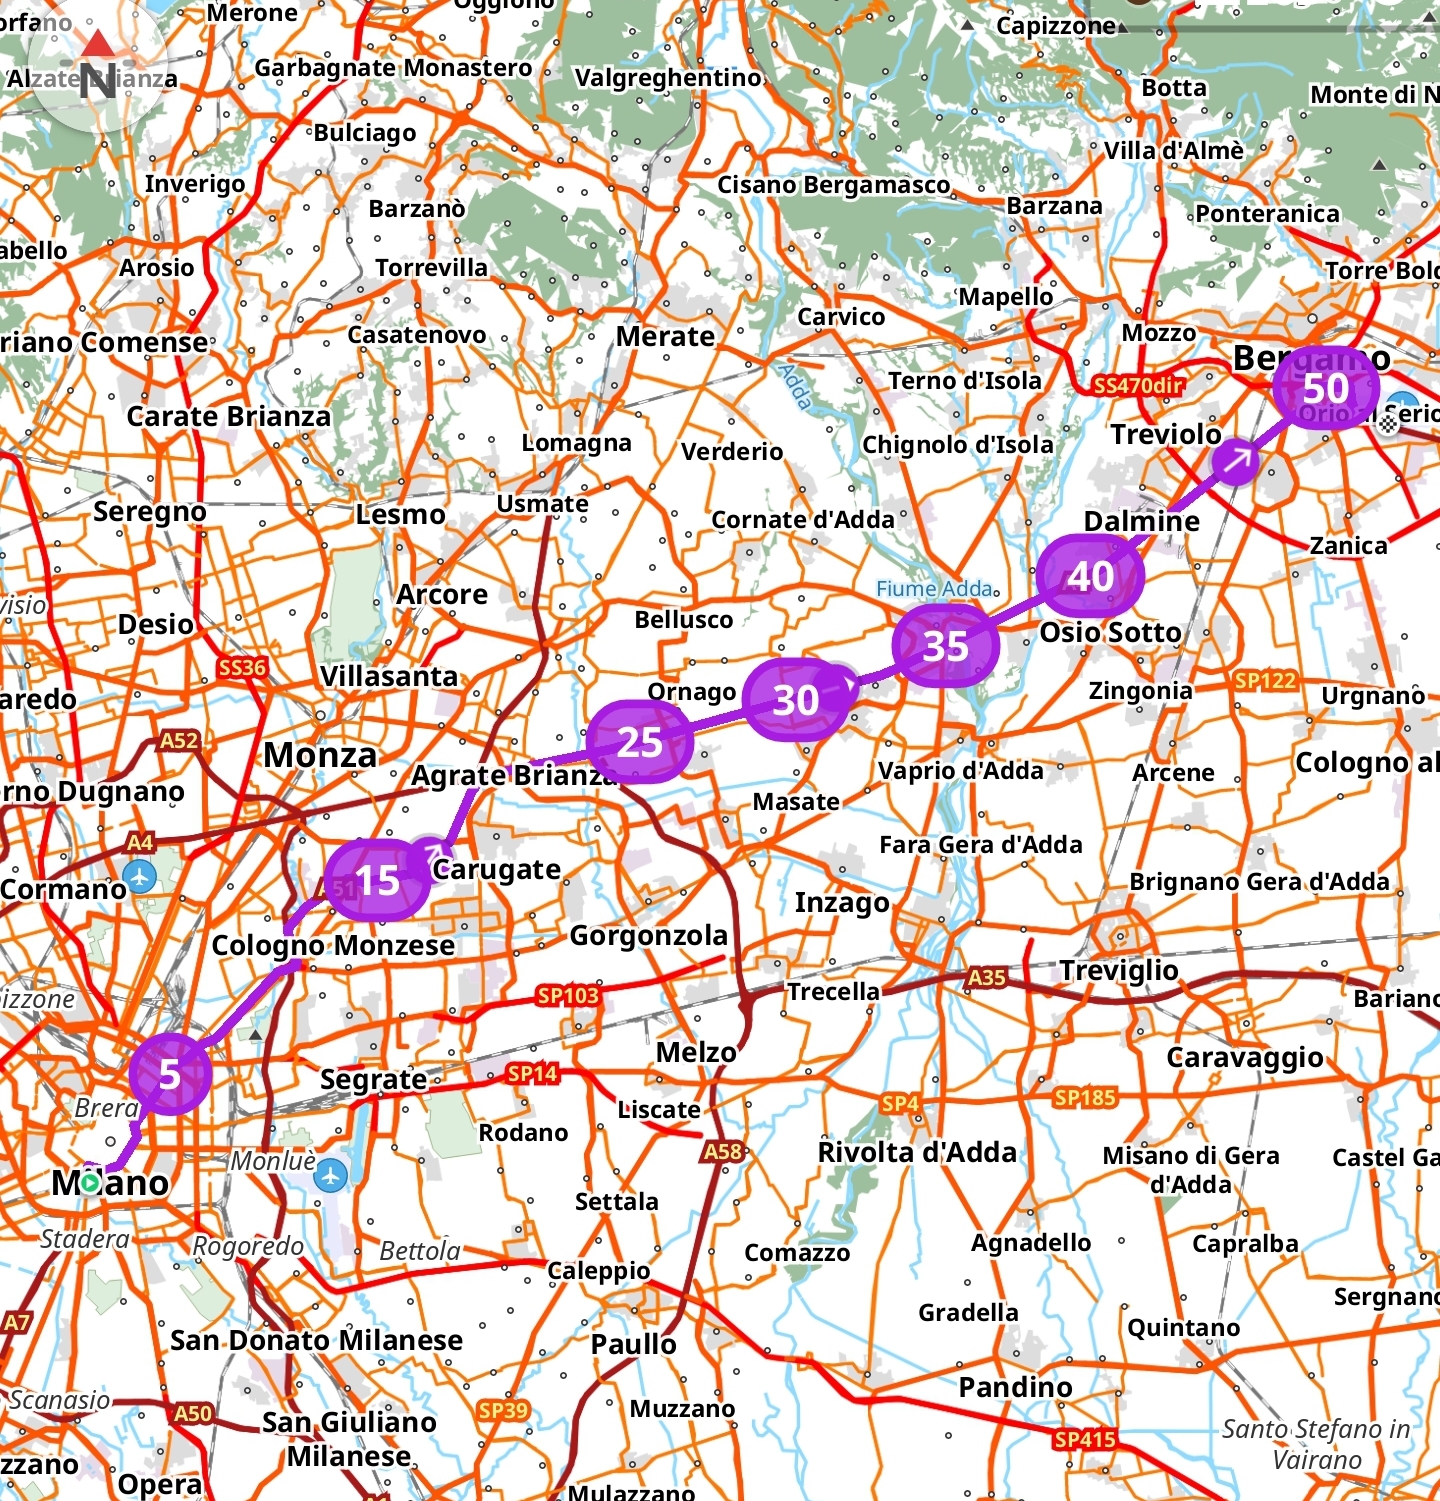 Merone
Oggiono
Capizzone
Alzate Brianza
N
Garbagnate Monastero
Valgreghentino
Botta
Monte di N
Bulciago
Villa d'Almè
Inverigo
Cisano Bergamasco
Barzanò
Barzana
Ponteranica
abello
Arosio
Torrevilla
Torre Bold
Mapello
Carvico
Casatenovo
Merate
Mozzo
riano Comense
Bergamo
Terno d'Isola
SS470dir
50
Adda
Orio al Serio
Carate Brianza
Lomagna
Verderio
Chignolo d'Isola
Treviolo
Seregno
Lesmo
Usmate
Cornate d'Adda
Dalmine
Zanica
40
Fiume Adda
Arcore
visio
Desio
Bellusco
35
Osio Sotto
SS36
Villasanta
Ornago
30
Zingonia
SP122
Urgnano
aredo
A52
Monza
25
Agrate Brianza
Vaprio d'Adda
Arcene
Cologno al
rno Dugnano
Masate
A4
Fara Gera d'Adda
15
51
Carugate
Cormano
Brignano Gera d'Adda
Inzago
Cologno Monzese
Gorgonzola
Treviglio
A35
Trecella
SP103
Bariano
pizzone
Melzo
Caravaggio
5
Segrate
SP14
Brera
Liscate
SP4
SP185
Rodano
Monluè
A58
Rivolta d'Adda
Misano di Gera
d'Adda
Castel Ga
Milano
Settala
Stadera
Rogoredo
Bettola
Comazzo
Agnadello
Capralba
Caleppio
Sergnano
A7
Gradella
Quintano
San Donato Milanese
Paullo
Pandino
Scanasio
A50
San Giuliano
Milanese
SP39
Muzzano
SP415
Santo Stefano in
Vairano
zzano
Opera
Mulazzano